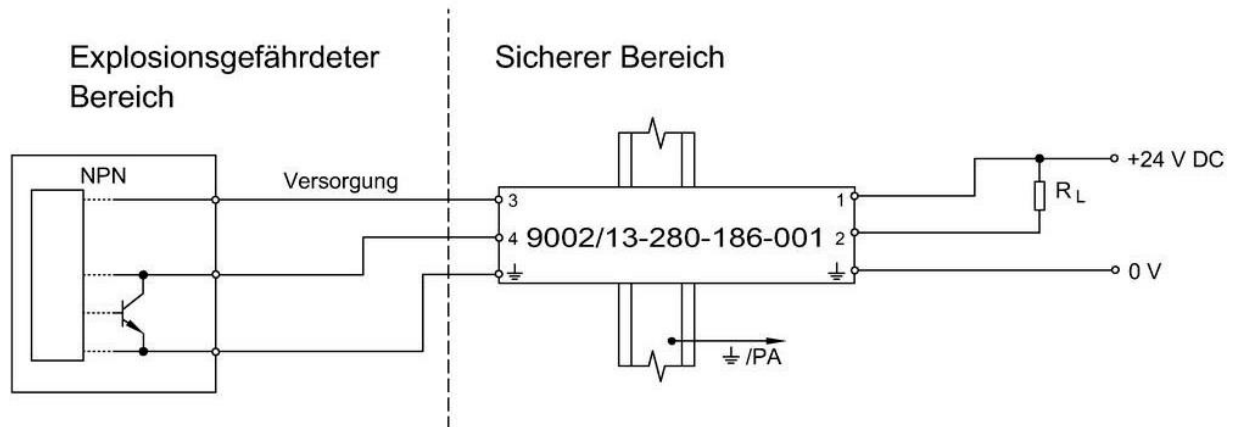 Explosionsgefährdeter
Bereich
Sicherer Bereich
NPN
Versorgung
3
4
9002/13-280-186-001
1
2
+24 V DC
R L
0 V
/PA